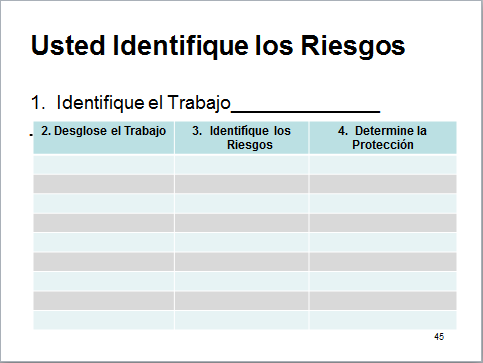 Usted Identifique los Riesgos
1. Identifique el Trabajo_______________
2. Desglose el Trabajo
3. Identifique los
Riesgos
4. Determine la
Protección
45